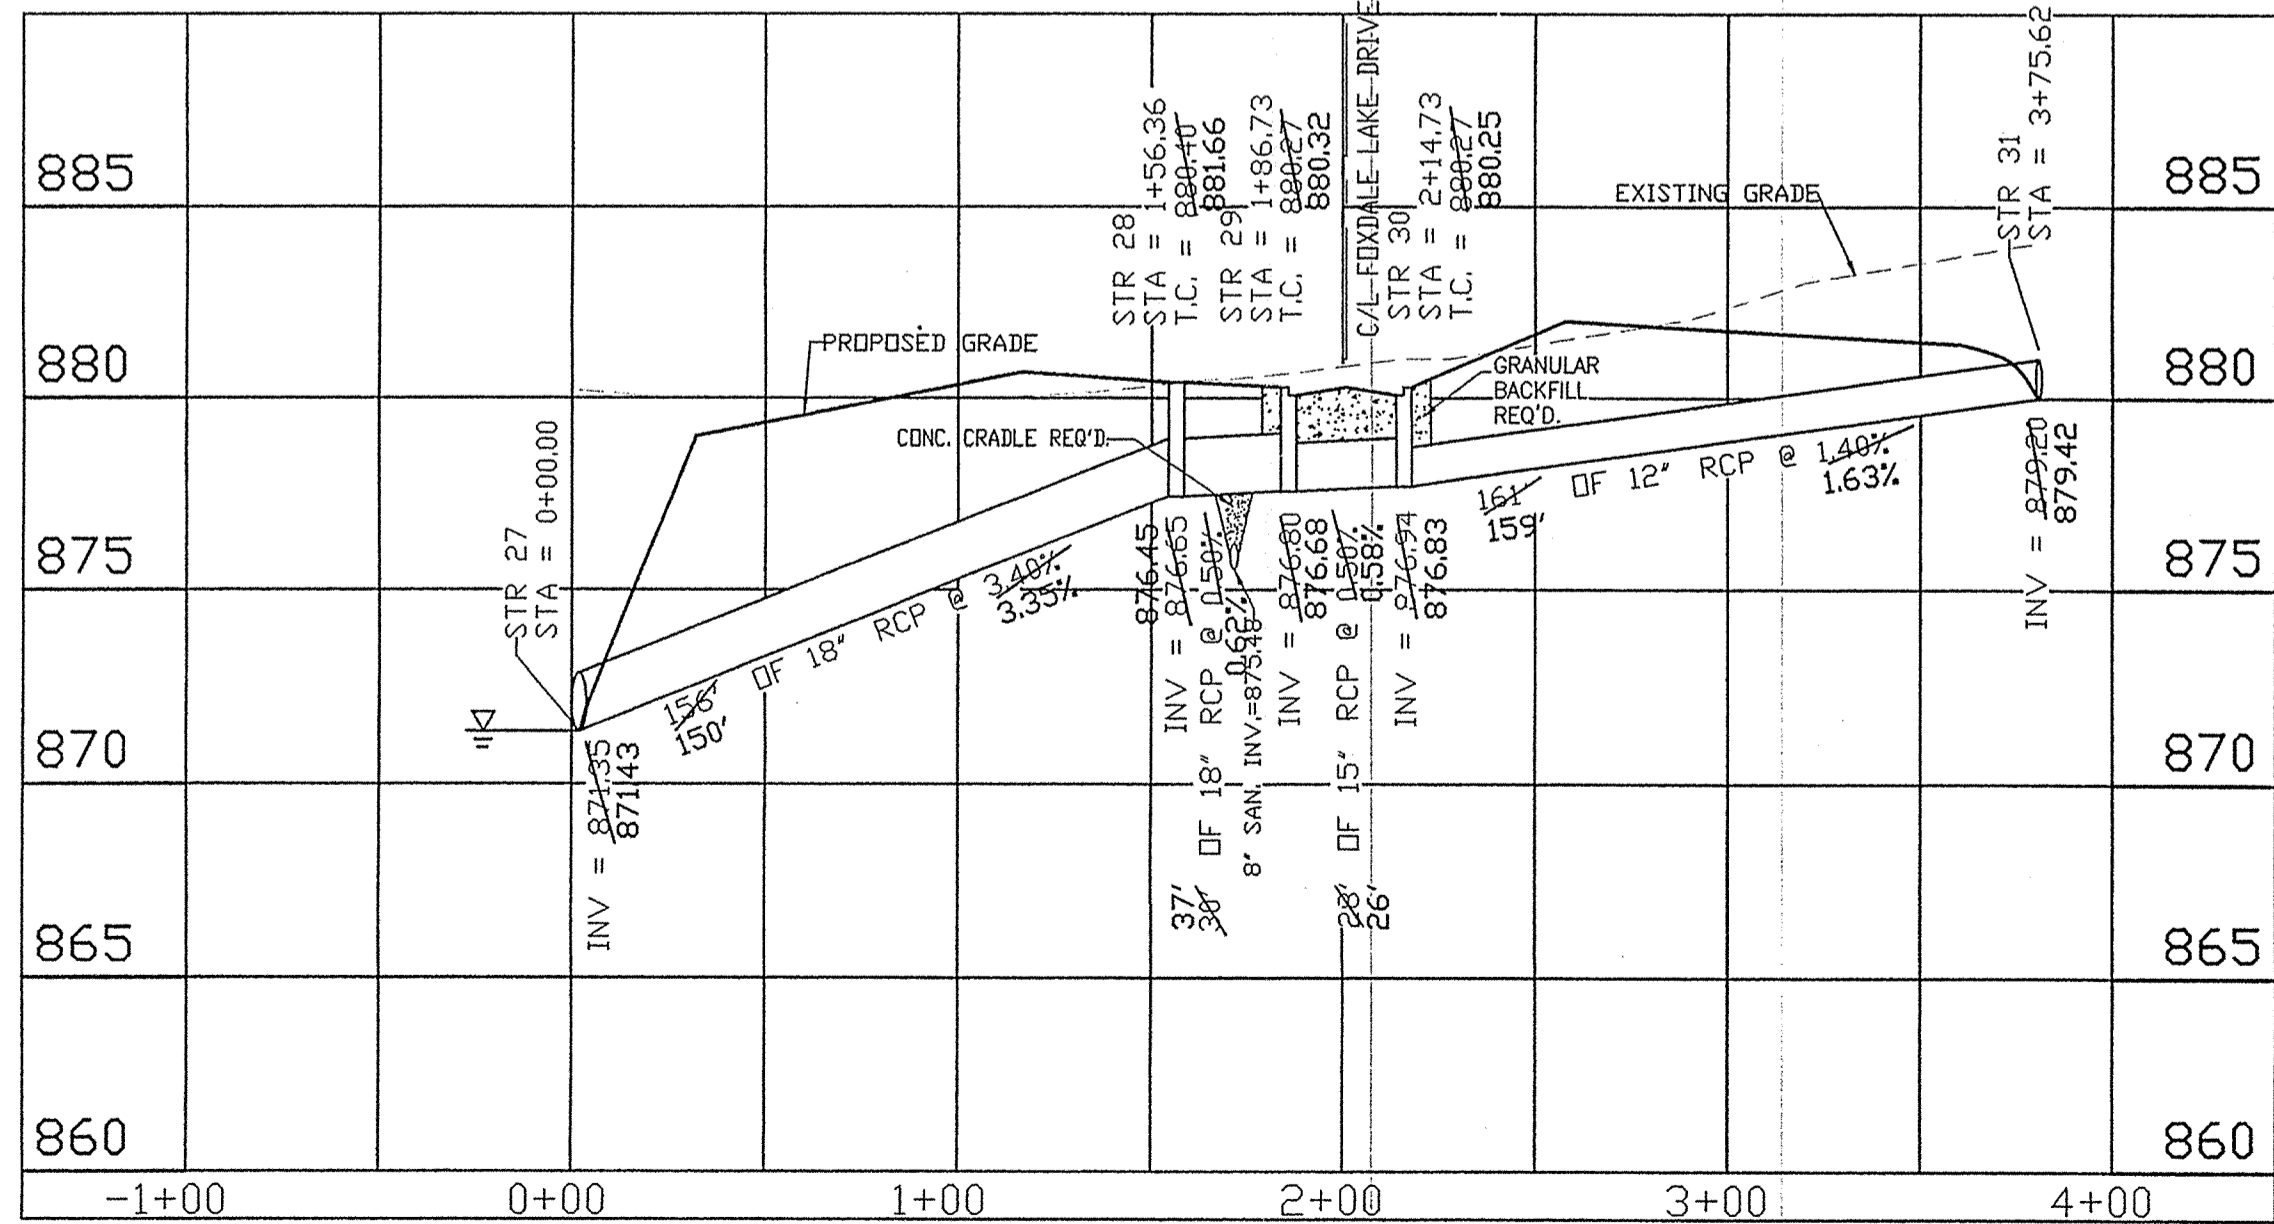 885
880
875
870
865
860
885
880
875
870
865
860
-1+00
0+00
1+00
2+00
3+00
4+00
STR 27
STA = 0+00.00
INV = 871.35
871.43
PROPOSED GRADE
156'
150'
OF 18" RCP @ 3.40%
3.35%
CONC. CRADLE REQ'D.
STR 28
STA = 1+56.36
T.C. = 880.40
881.66
STR 29
STA = 1+86.73
T.C. = 880.27
880.32
C/L FOXDALE LAKE DRIVE
STR 30
STA = 2+14.73
T.C. = 880.27
880.25
876.45
INV = 876.65
37'
30'
OF 18" RCP @ 0.50%
0.62%
8" SAN. INV.=875.48
INV = 876.80
876.68
28'
26'
OF 15" RCP @ 0.50%
0.58%
INV = 876.94
876.83
GRANULAR
BACKFILL
REQ'D.
161'
159'
OF 12" RCP @ 1.40%
1.63%
EXISTING GRADE
STR 31
STA = 3+75.62
INV = 879.20
879.42